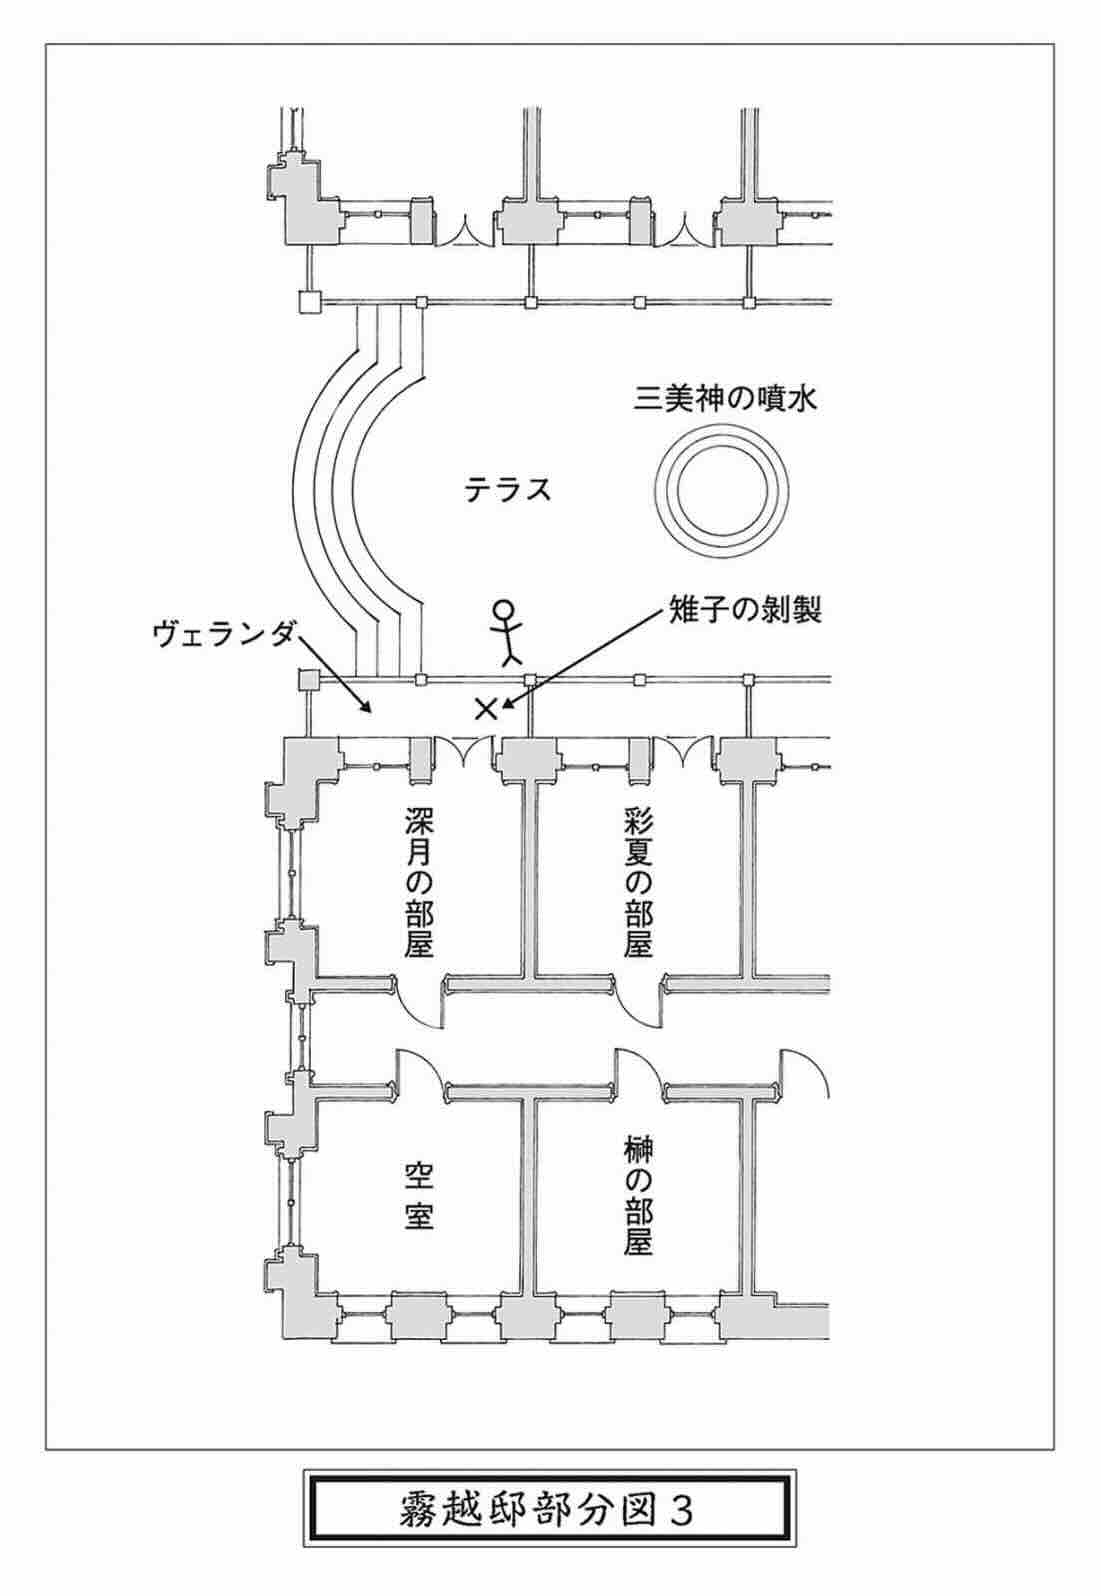 三美神の噴水
テラス
雉子の剝製
ヴェランダ
深月の部屋
彩夏の部屋
空室
榊の部屋
霧越邸部分図3